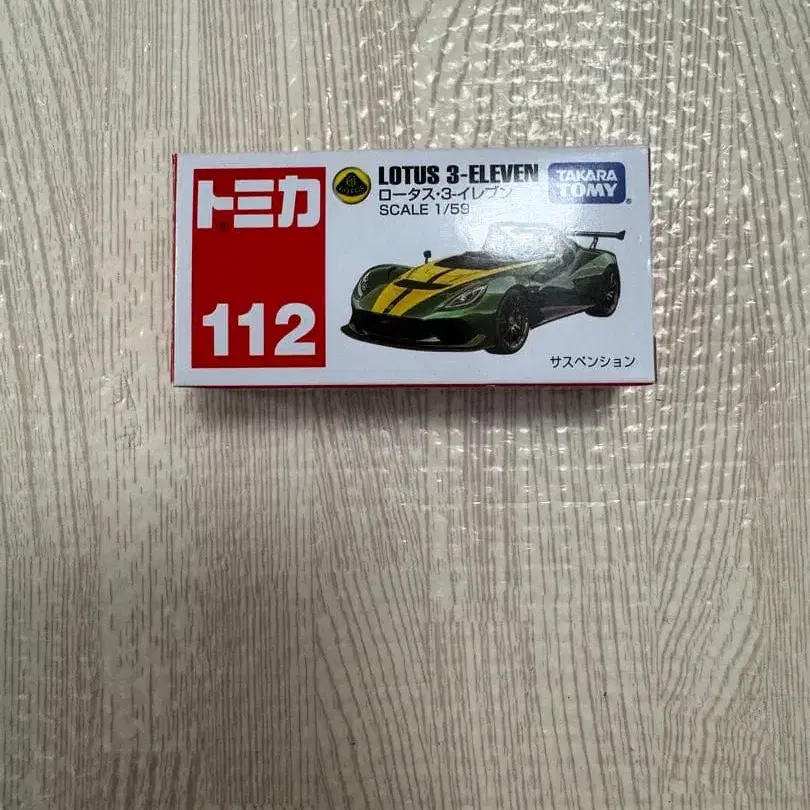 トミカ
112
LOTUS
LOTUS 3-ELEVEN
ロータス・3-イレブン
SCALE 1/59
TAKARA
TOMY
サスペンション